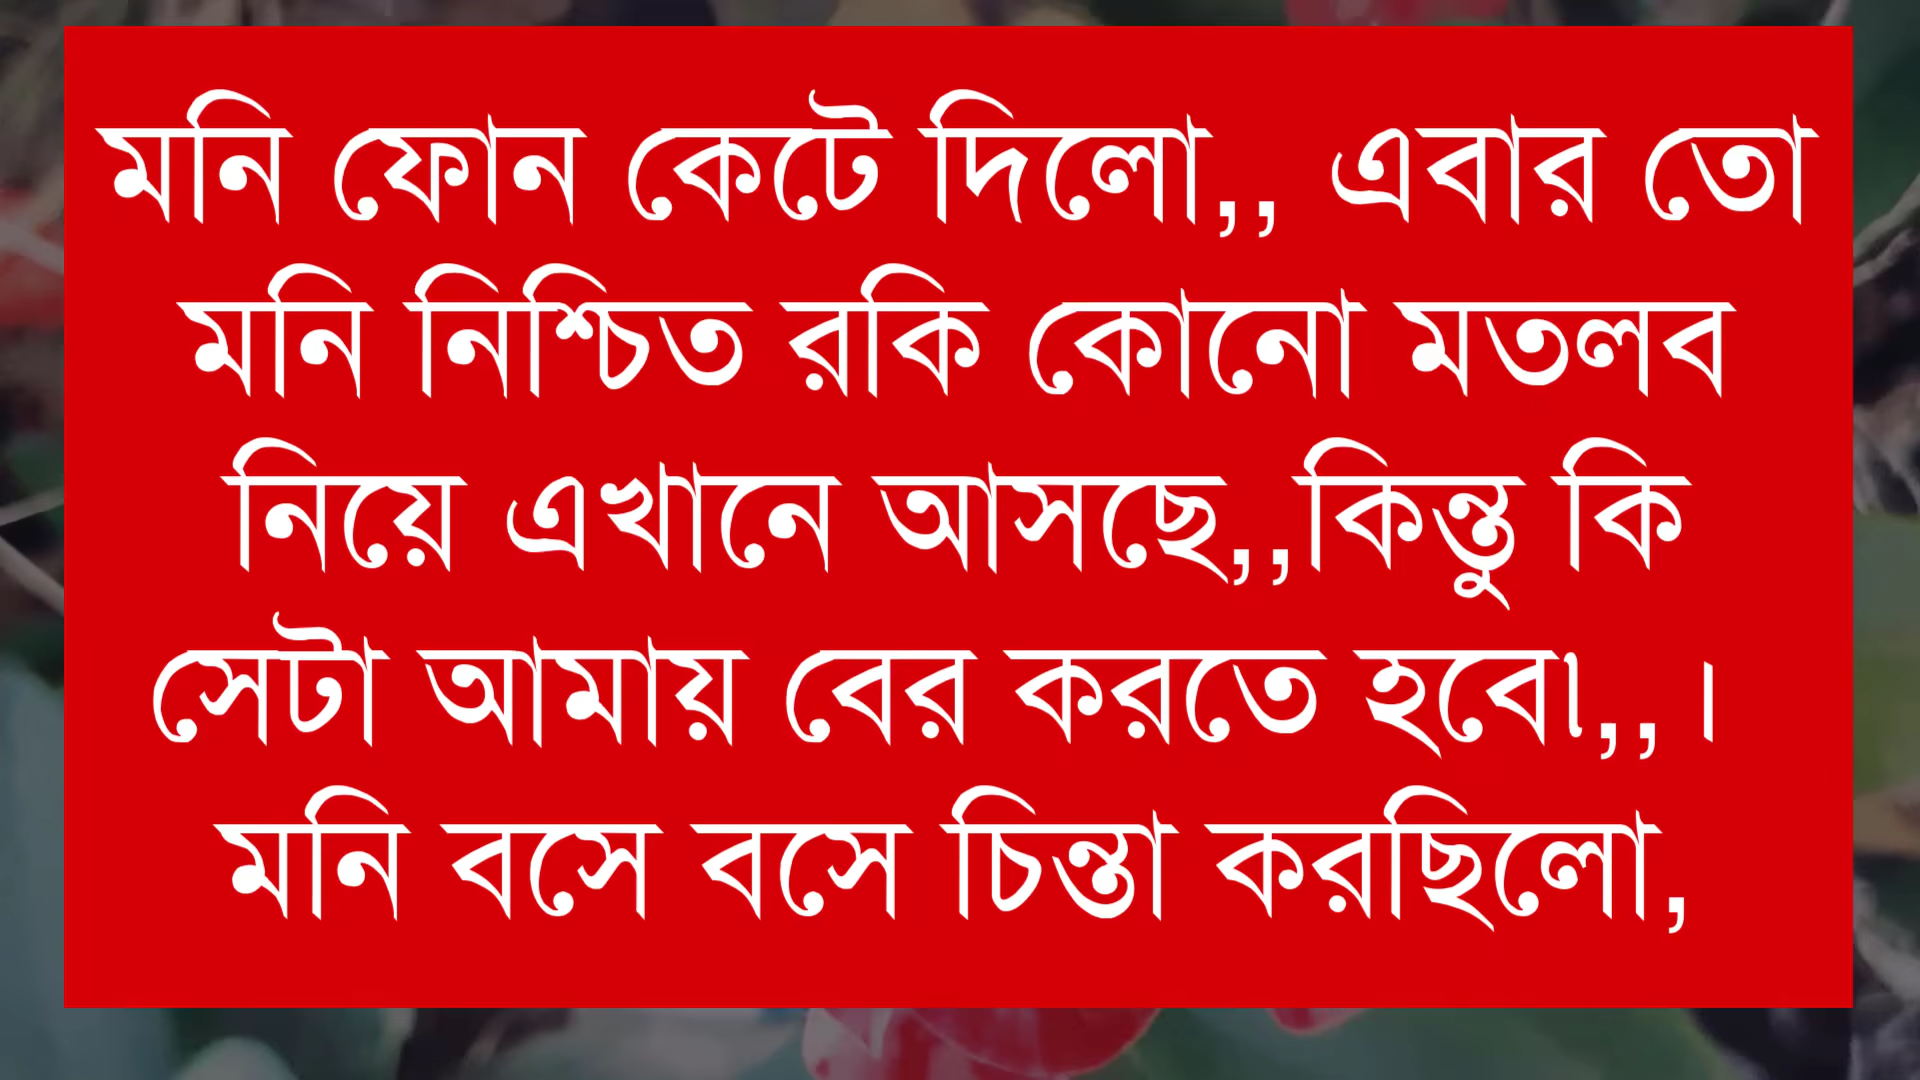 মনি ফোন কেটে দিলো,, এবার তো
মনি নিশ্চিত রকি কোনো মতলব
নিয়ে এখানে আসছে,,কিন্তু কি
সেটা আমায় বের করতে হবে৷,,।
মনি বসে বসে চিন্তা করছিলো,